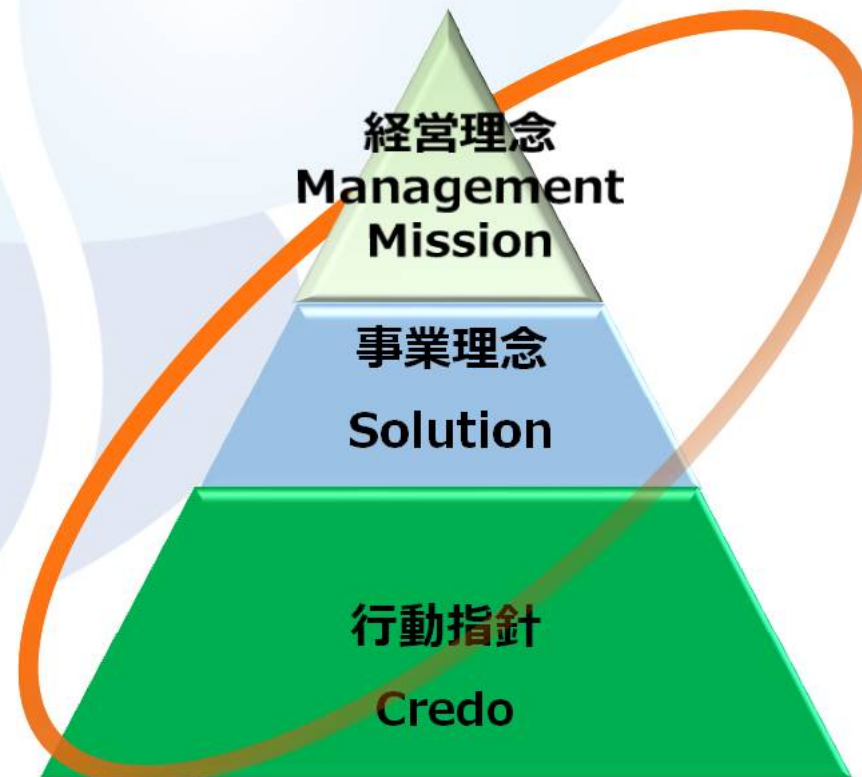 経営理念
Management
Mission
事業理念
Solution
行動指針
Credo